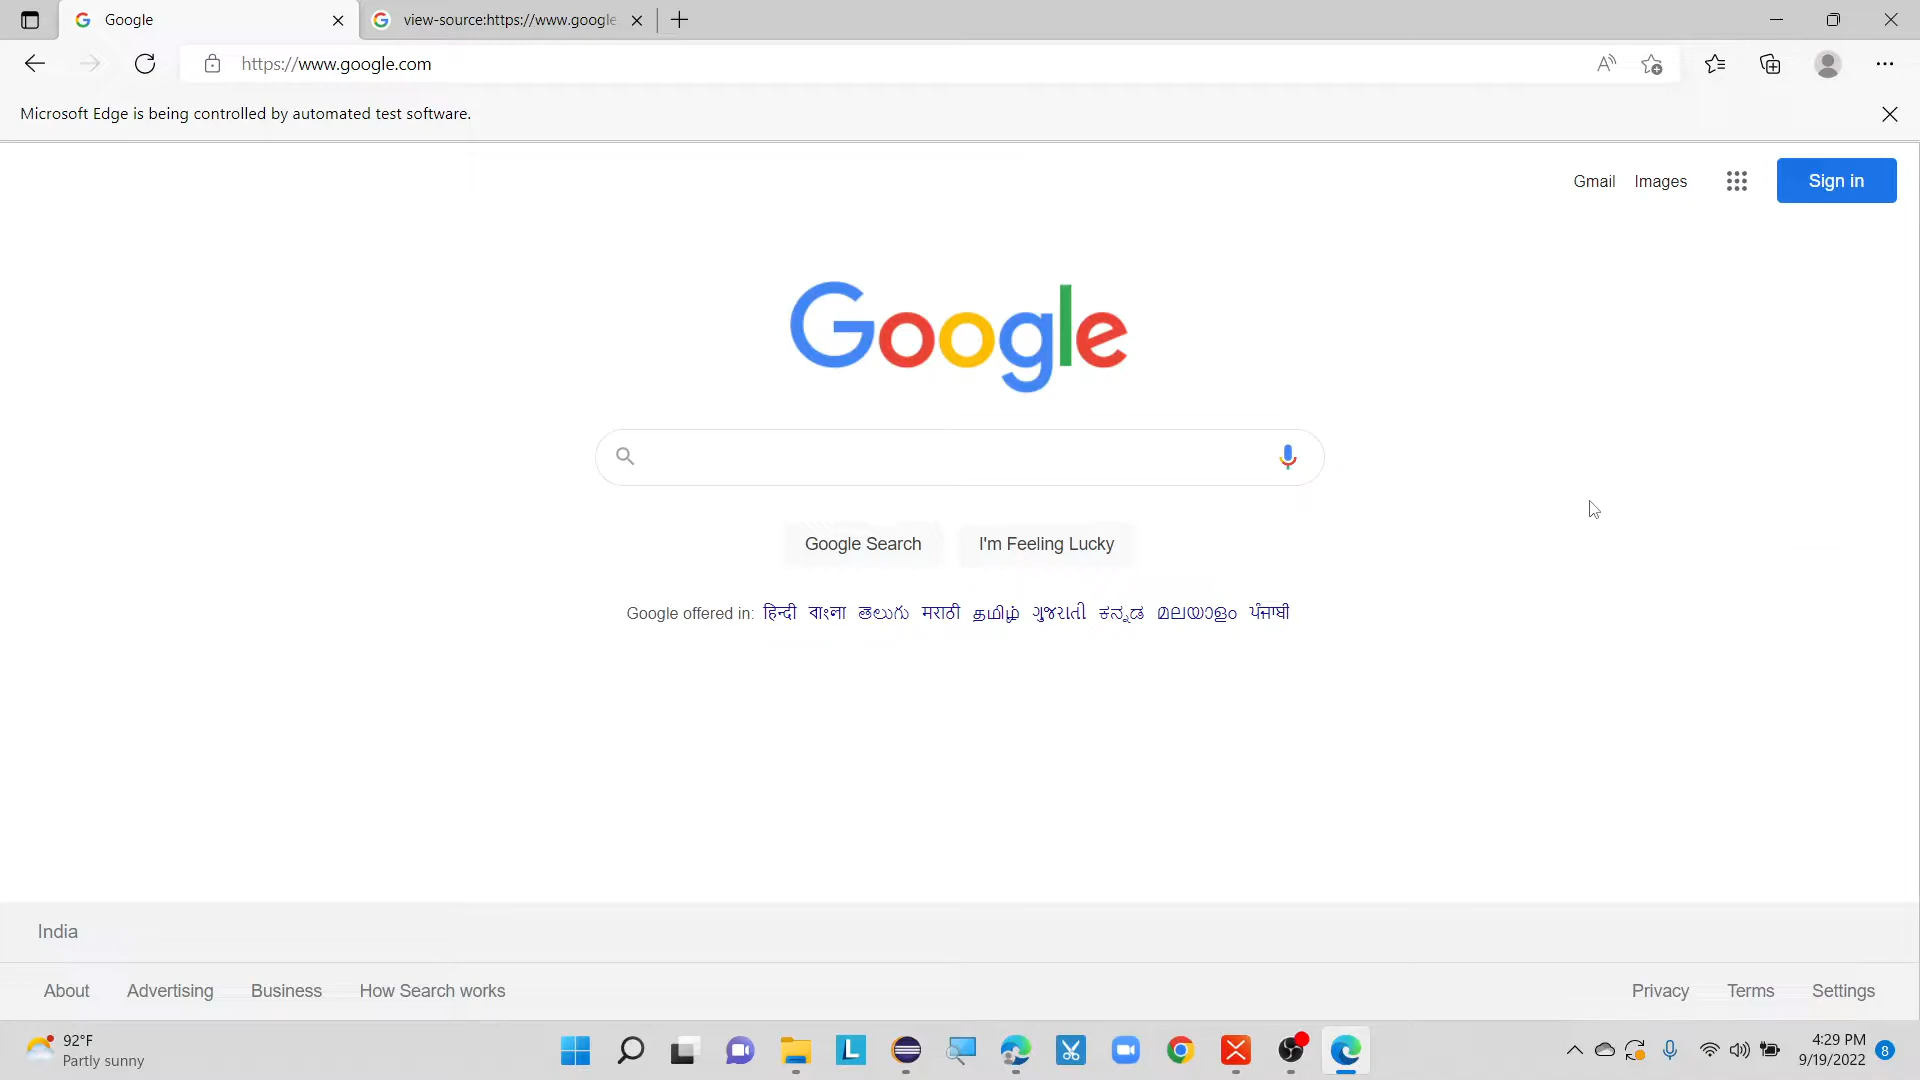 Google
view-source:https://www.google
https://www.google.com
Microsoft Edge is being controlled by automated test software.
Gmail Images Sign in
Google
Google Search I'm Feeling Lucky
Google offered in: हिन्दी বাংলা తెలుగు मराठी தமிழ் ગુજરાતી ಕನ್ನಡ മലയാളം ਪੰਜਾਬੀ
India
About Advertising Business How Search works Privacy Terms Settings
92°F
Partly sunny
L
4:29 PM
9/19/2022
8